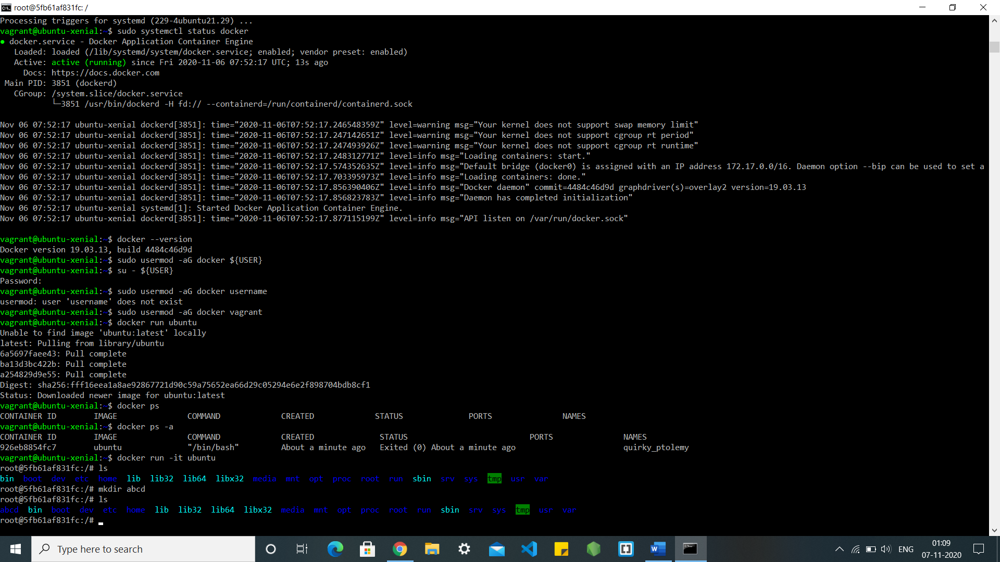 root@5fb61af831fc: /
Processing triggers for systemd (229-4ubuntu21.29) ...
vagrant@ubuntu-xenial:~$ sudo systemctl status docker
● docker.service - Docker Application Container Engine
   Loaded: loaded (/lib/systemd/system/docker.service; enabled; vendor preset: enabled)
   Active: active (running) since Fri 2020-11-06 07:52:17 UTC; 13s ago
     Docs: https://docs.docker.com
 Main PID: 3851 (dockerd)
   CGroup: /system.slice/docker.service
           └─3851 /usr/bin/dockerd -H fd:// --containerd=/run/containerd/containerd.sock
Nov 06 07:52:17 ubuntu-xenial dockerd[3851]: time="2020-11-06T07:52:17.246548359Z" level=warning msg="Your kernel does not support swap memory limit"
Nov 06 07:52:17 ubuntu-xenial dockerd[3851]: time="2020-11-06T07:52:17.247142651Z" level=warning msg="Your kernel does not support cgroup rt period"
Nov 06 07:52:17 ubuntu-xenial dockerd[3851]: time="2020-11-06T07:52:17.247493926Z" level=warning msg="Your kernel does not support cgroup rt runtime"
Nov 06 07:52:17 ubuntu-xenial dockerd[3851]: time="2020-11-06T07:52:17.248312771Z" level=info msg="Loading containers: start."
Nov 06 07:52:17 ubuntu-xenial dockerd[3851]: time="2020-11-06T07:52:17.574352635Z" level=info msg="Default bridge (docker0) is assigned with an IP address 172.17.0.0/16. Daemon option --bip can be used to set a
Nov 06 07:52:17 ubuntu-xenial dockerd[3851]: time="2020-11-06T07:52:17.703395973Z" level=info msg="Loading containers: done."
Nov 06 07:52:17 ubuntu-xenial dockerd[3851]: time="2020-11-06T07:52:17.856390406Z" level=info msg="Docker daemon" commit=4484c46d9d graphdriver(s)=overlay2 version=19.03.13
Nov 06 07:52:17 ubuntu-xenial dockerd[3851]: time="2020-11-06T07:52:17.856823783Z" level=info msg="Daemon has completed initialization"
Nov 06 07:52:17 ubuntu-xenial systemd[1]: Started Docker Application Container Engine.
Nov 06 07:52:17 ubuntu-xenial dockerd[3851]: time="2020-11-06T07:52:17.877115199Z" level=info msg="API listen on /var/run/docker.sock"
vagrant@ubuntu-xenial:~$ docker --version
Docker version 19.03.13, build 4484c46d9d
vagrant@ubuntu-xenial:~$ sudo usermod -aG docker ${USER}
vagrant@ubuntu-xenial:~$ su - ${USER}
Password:
vagrant@ubuntu-xenial:~$ sudo usermod -aG docker username
usermod: user 'username' does not exist
vagrant@ubuntu-xenial:~$ sudo usermod -aG docker vagrant
vagrant@ubuntu-xenial:~$ docker run ubuntu
Unable to find image 'ubuntu:latest' locally
latest: Pulling from library/ubuntu
6a5697faee43: Pull complete
ba13d3bc422b: Pull complete
a254829d9e55: Pull complete
Digest: sha256:fff16eea1a8ae92867721d90c59a75652ea66d29c05294e6e2f898704bdb8cf1
Status: Downloaded newer image for ubuntu:latest
vagrant@ubuntu-xenial:~$ docker ps
CONTAINER ID        IMAGE               COMMAND             CREATED             STATUS              PORTS               NAMES
vagrant@ubuntu-xenial:~$ docker ps -a
CONTAINER ID        IMAGE               COMMAND             CREATED              STATUS                          PORTS               NAMES
926eb8854fc7        ubuntu              "/bin/bash"         About a minute ago   Exited (0) About a minute ago                       quirky_ptolemy
vagrant@ubuntu-xenial:~$ docker run -it ubuntu
root@5fb61af831fc:/# ls
bin  boot  dev  etc  home  lib  lib32  lib64  libx32  media  mnt  opt  proc  root  run  sbin  srv  sys  tmp  usr  var
root@5fb61af831fc:/# mkdir abcd
root@5fb61af831fc:/# ls
abcd  bin  boot  dev  etc  home  lib  lib32  lib64  libx32  media  mnt  opt  proc  root  run  sbin  srv  sys  tmp  usr  var
root@5fb61af831fc:/#
Type here to search
ENG
01:09
07-11-2020